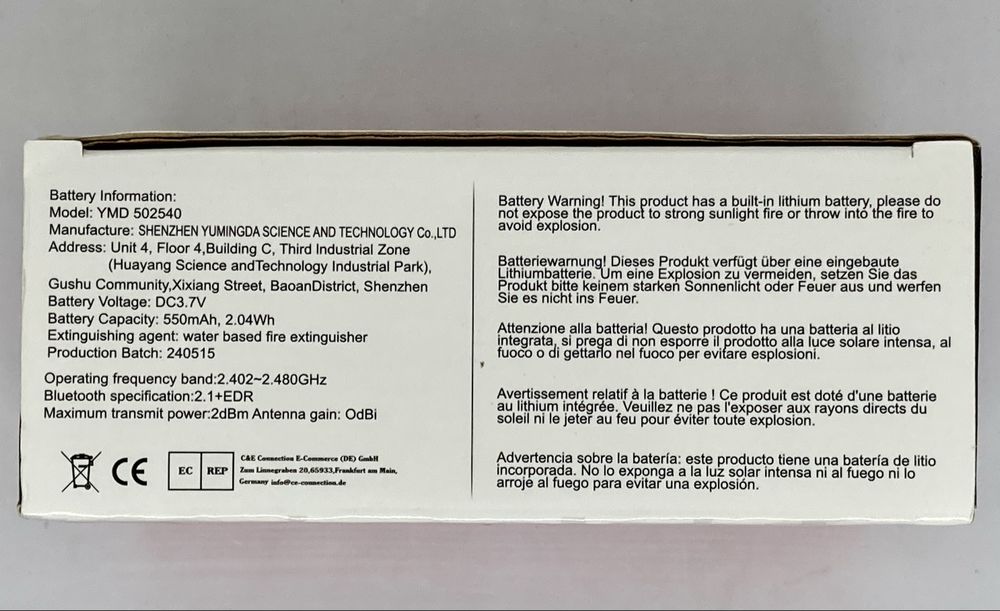 Battery Information:
Model: YMD 502540
Manufacture: SHENZHEN YUMINGDA SCIENCE AND TECHNOLOGY Co.,LTD
Address: Unit 4, Floor 4,Building C, Third Industrial Zone
(Huayang Science andTechnology Industrial Park),
Gushu Community,Xixiang Street, BaoanDistrict, Shenzhen
Battery Voltage: DC3.7V
Battery Capacity: 550mAh, 2.04Wh
Extinguishing agent: water based fire extinguisher
Production Batch: 240515
Operating frequency band:2.402~2.480GHz
Bluetooth specification:2.1+EDR
Maximum transmit power:2dBm Antenna gain: OdBi
CE
EC REP
C&E Connection E-Commerce (DE) GmbH
Zum Linnegraben 20,65933,Frankfurt am Main,
Germany info@ce-connection.de
Battery Warning! This product has a built-in lithium battery, please do
not expose the product to strong sunlight fire or throw into the fire to
avoid explosion.
Batteriewarnung! Dieses Produkt verfügt über eine eingebaute
Lithiumbatterie. Um eine Explosion zu vermeiden, setzen Sie das
Produkt bitte keinem starken Sonnenlicht oder Feuer aus und werfen
Sie es nicht ins Feuer.
Attenzione alla batteria! Questo prodotto ha una batteria al litio
integrata, si prega di non esporre il prodotto alla luce solare intensa, al
fuoco o di gettarlo nel fuoco per evitare esplosioni.
Avertissement relatif à la batterie ! Ce produit est doté d'une batterie
au lithium intégrée. Veuillez ne pas l'exposer aux rayons directs du
soleil ni le jeter au feu pour éviter toute explosion.
Advertencia sobre la batería: este producto tiene una batería de litio
incorporada. No lo exponga a la luz solar intensa ni al fuego ni lo
arroje al fuego para evitar una explosión.